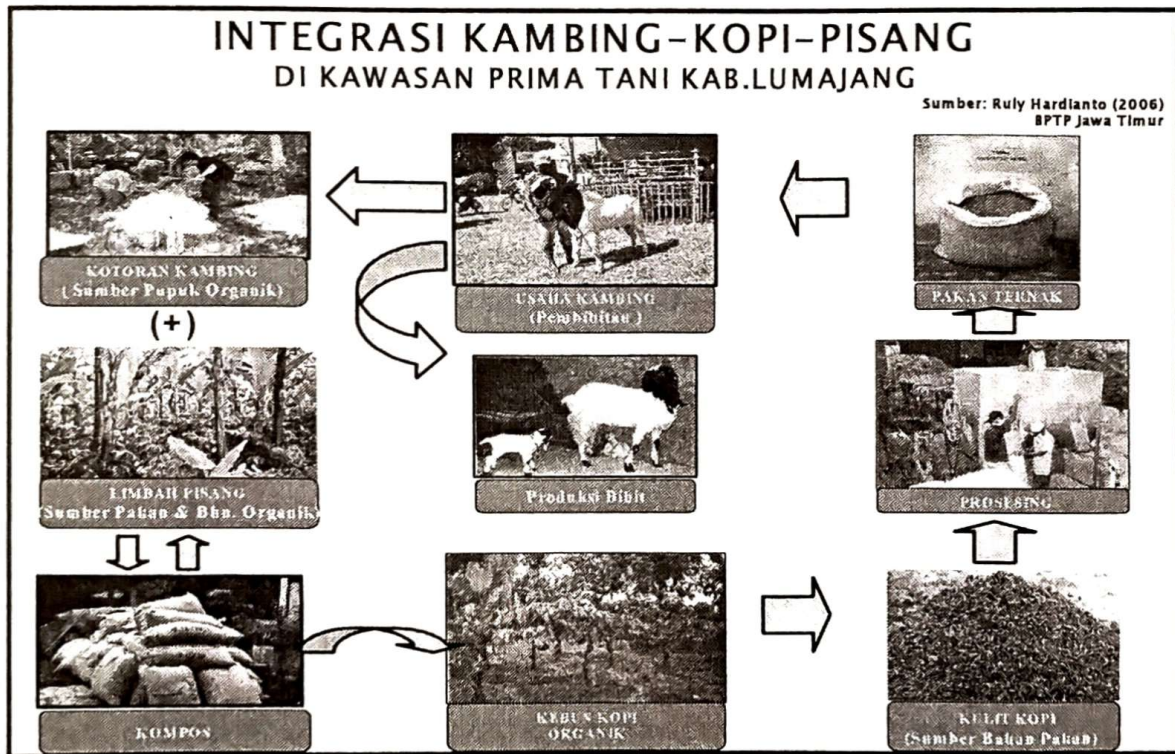 INTEGRASI KAMBING-KOPI-PISANG
DI KAWASAN PRIMA TANI KAB.LUMAJANG
Sumber: Ruly Hardianto (2006)
BPTP Jawa Timur
KOTORAN KAMBING
( Sumber Pupuk Organik)
USAHA KAMBING
(Pembibitan )
PAKAN TERNAK
(+)
LIMBAH PISANG
(Sumber Pakan & Bhn. Organik)
Produksi Bibit
PROSESING
KOMPOS
KEBUN KOPI
ORGANIK
KULIT KOPI
(Sumber Bahan Pakan)